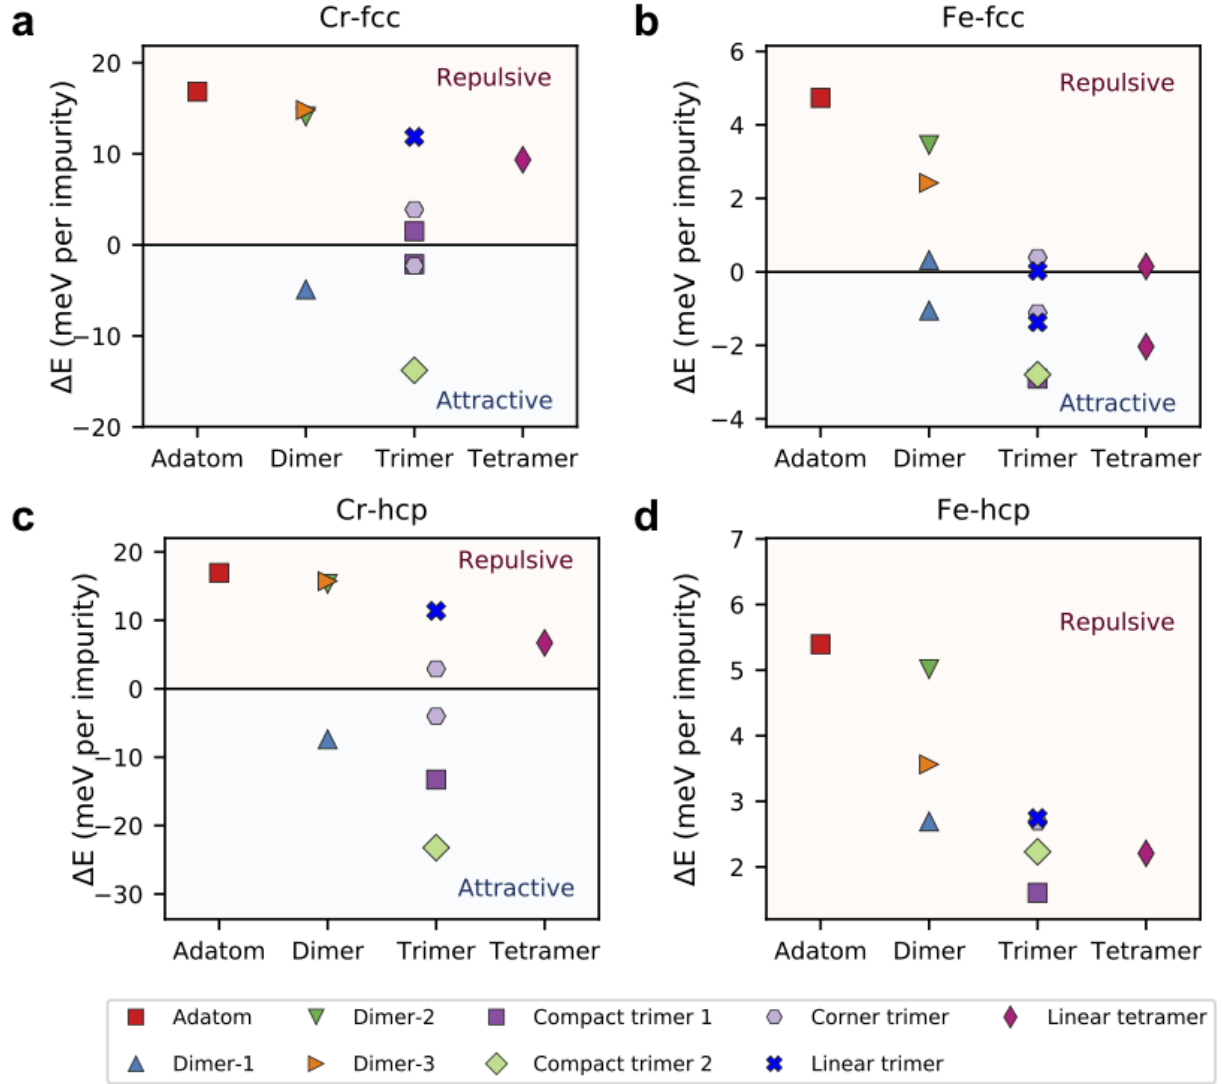 a
Cr-fcc
ΔE (meV per impurity)
20
10
0
−10
−20
Repulsive
Attractive
Adatom Dimer Trimer Tetramer
b
Fe-fcc
ΔE (meV per impurity)
6
4
2
0
−2
−4
Repulsive
Attractive
Adatom Dimer Trimer Tetramer
c
Cr-hcp
ΔE (meV per impurity)
20
10
0
−10
−20
−30
Repulsive
Attractive
Adatom Dimer Trimer Tetramer
d
Fe-hcp
ΔE (meV per impurity)
7
6
5
4
3
2
Repulsive
Adatom Dimer Trimer Tetramer
Adatom Dimer-2 Compact trimer 1 Corner trimer Linear tetramer
Dimer-1 Dimer-3 Compact trimer 2 Linear trimer